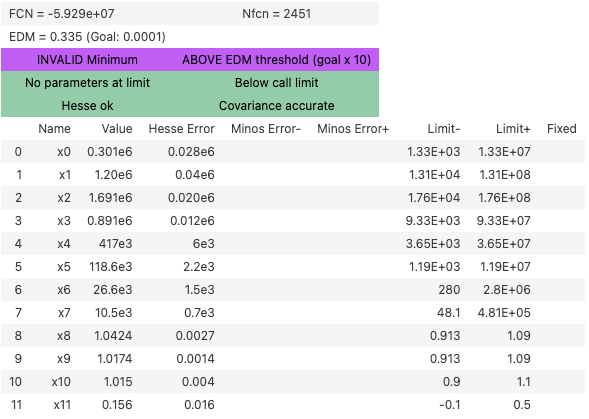 FCN = -5.929e+07 Nfcn = 2451
EDM = 0.335 (Goal: 0.0001)
INVALID Minimum ABOVE EDM threshold (goal x 10)
No parameters at limit Below call limit
Hesse ok Covariance accurate
Name Value Hesse Error Minos Error- Minos Error+ Limit- Limit+ Fixed
0 x0 0.301e6 0.028e6 1.33E+03 1.33E+07
1 x1 1.20e6 0.04e6 1.31E+04 1.31E+08
2 x2 1.691e6 0.020e6 1.76E+04 1.76E+08
3 x3 0.891e6 0.012e6 9.33E+03 9.33E+07
4 x4 417e3 6e3 3.65E+03 3.65E+07
5 x5 118.6e3 2.2e3 1.19E+03 1.19E+07
6 x6 26.6e3 1.5e3 280 2.8E+06
7 x7 10.5e3 0.7e3 48.1 4.81E+05
8 x8 1.0424 0.0027 0.913 1.09
9 x9 1.0174 0.0014 0.913 1.09
10 x10 1.015 0.004 0.9 1.1
11 x11 0.156 0.016 -0.1 0.5